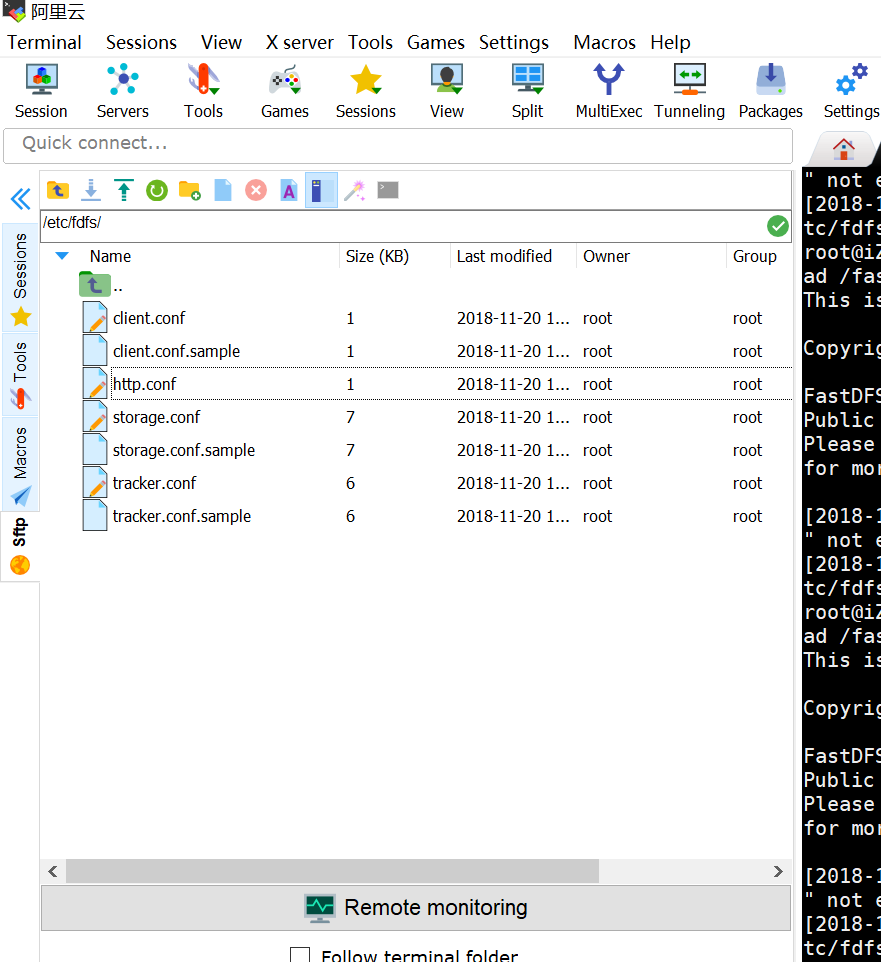 阿里云
Terminal Sessions View X server Tools Games Settings Macros Help
Session Servers Tools Games Sessions View Split MultiExec Tunneling Packages Settings
Quick connect...
/etc/fdfs/
Name Size (KB) Last modified Owner Group
..
client.conf 1 2018-11-20 1... root root
client.conf.sample 1 2018-11-20 1... root root
http.conf 1 2018-11-20 1... root root
storage.conf 7 2018-11-20 1... root root
storage.conf.sample 7 2018-11-20 1... root root
tracker.conf 6 2018-11-20 1... root root
tracker.conf.sample 6 2018-11-20 1... root root
Sessions
Tools
Macros
Sftp
Remote monitoring
Follow terminal folder
" not e
[2018-1
tc/fdfs
root@iZ
ad /fas
This is
Copyrig
FastDFS
Public
Please
for mor
[2018-1
" not e
[2018-1
tc/fdfs
root@iZ
ad /fas
This is
Copyrig
FastDFS
Public
Please
for mor
[2018-1
" not e
[2018-1
tc/fdfs